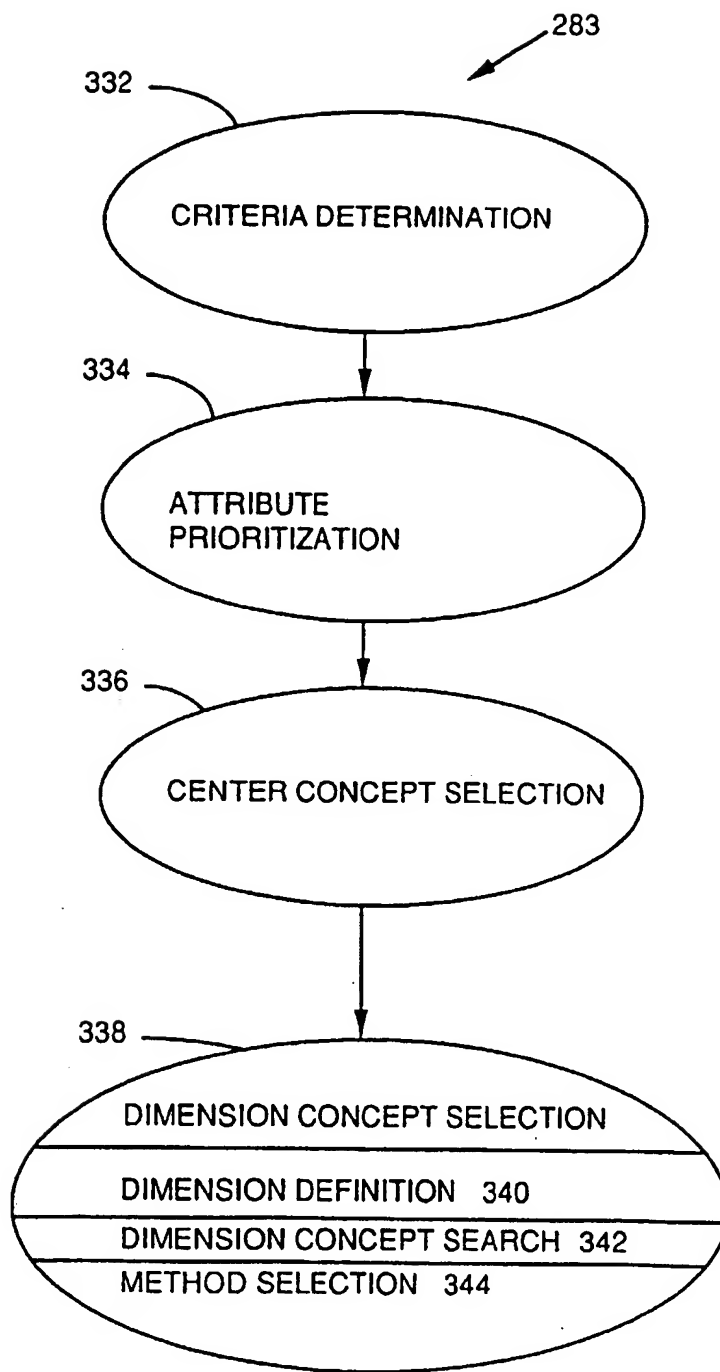 283
332
CRITERIA DETERMINATION
334
ATTRIBUTE
PRIORITIZATION
336
CENTER CONCEPT SELECTION
338
DIMENSION CONCEPT SELECTION
DIMENSION DEFINITION 340
DIMENSION CONCEPT SEARCH 342
METHOD SELECTION 344